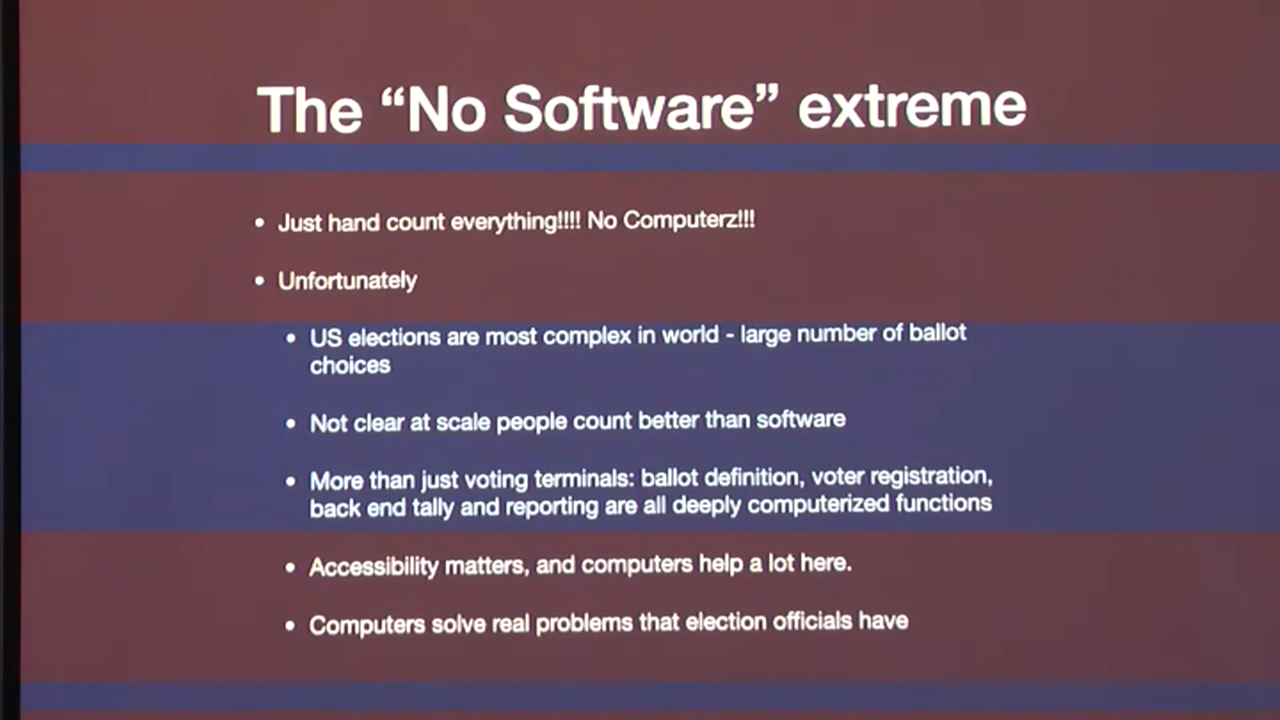 The “No Software” extreme
• Just hand count everything!!!! No Computerz!!!
• Unfortunately
• US elections are most complex in world - large number of ballot
choices
• Not clear at scale people count better than software
• More than just voting terminals: ballot definition, voter registration,
back end tally and reporting are all deeply computerized functions
• Accessibility matters, and computers help a lot here.
• Computers solve real problems that election officials have